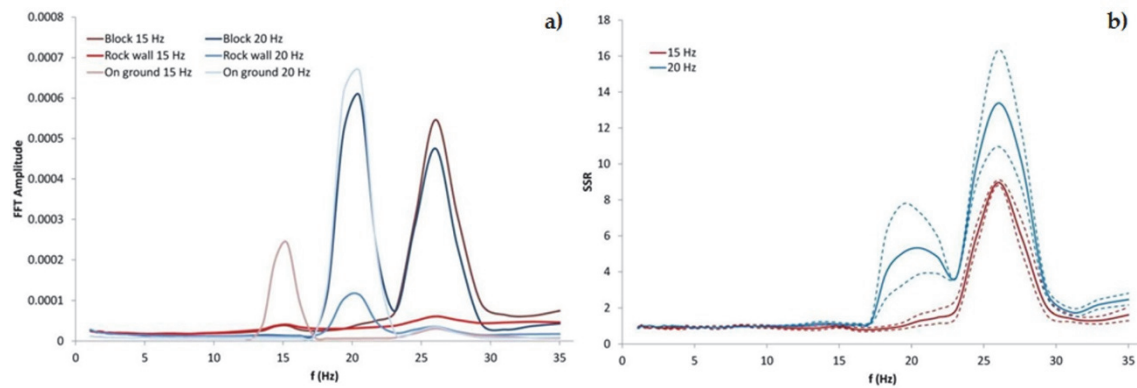 a)
0.0008
0.0007
0.0006
0.0005
0.0004
0.0003
0.0002
0.0001
0
FFT Amplitude
Block 15 Hz Block 20 Hz
Rock wall 15 Hz Rock wall 20 Hz
On ground 15 Hz On ground 20 Hz
0 5 10 15 20 25 30 35
f (Hz)
b)
18
16
14
12
10
8
6
4
2
0
SSR
15 Hz
20 Hz
0 5 10 15 20 25 30 35
f (Hz)